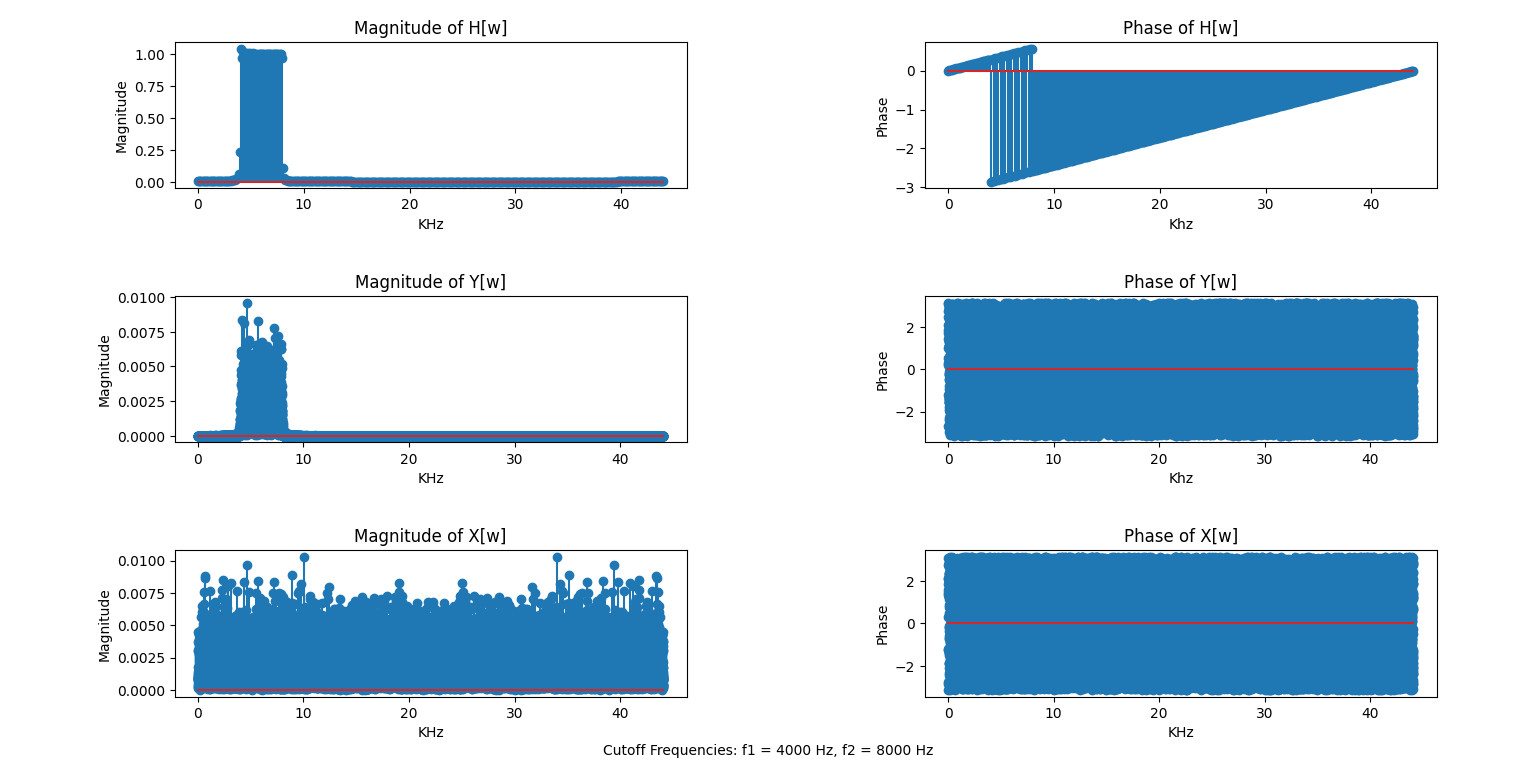 Magnitude of H[w]
Magnitude
1.00
0.75
0.50
0.25
0.00
0 10 20 30 40
KHz
Phase of H[w]
Phase
0
−1
−2
−3
0 10 20 30 40
Khz
Magnitude of Y[w]
Magnitude
0.0100
0.0075
0.0050
0.0025
0.0000
0 10 20 30 40
KHz
Phase of Y[w]
Phase
2
0
−2
0 10 20 30 40
Khz
Magnitude of X[w]
Magnitude
0.0100
0.0075
0.0050
0.0025
0.0000
0 10 20 30 40
KHz
Phase of X[w]
Phase
2
0
−2
0 10 20 30 40
KHz
Cutoff Frequencies: f1 = 4000 Hz, f2 = 8000 Hz